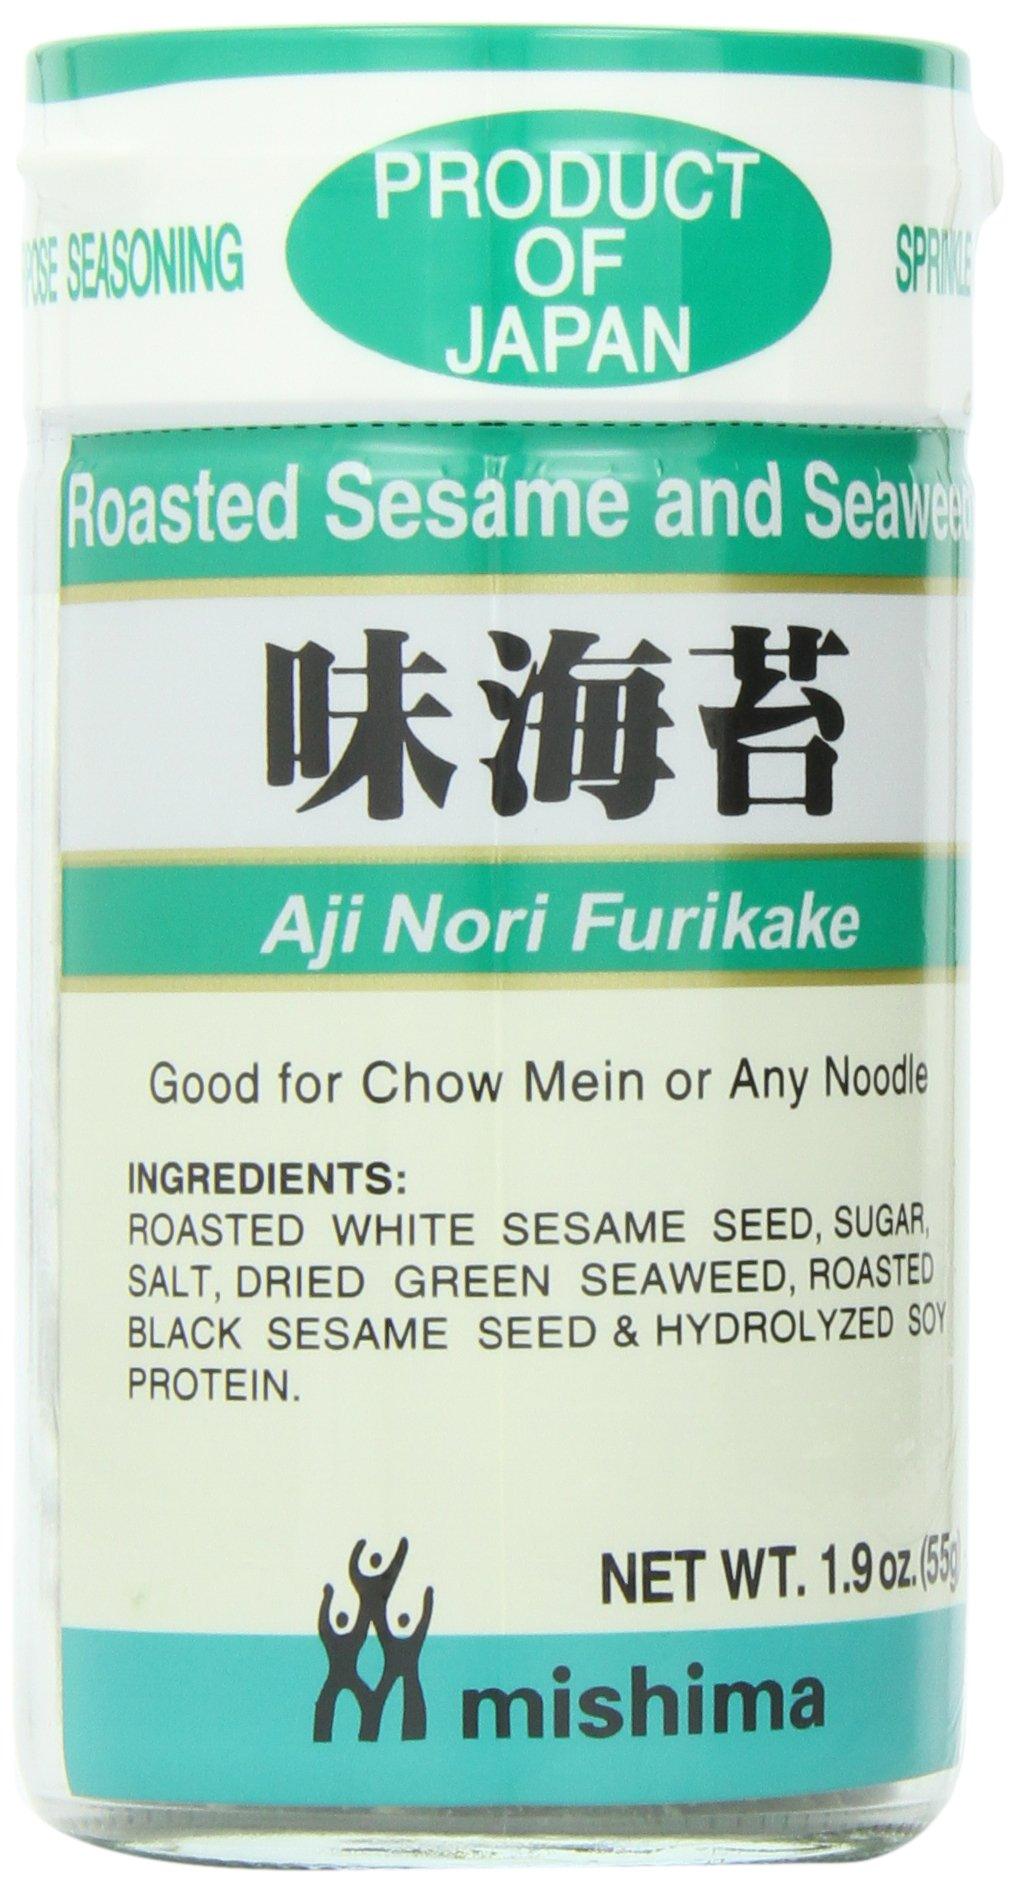 PRODUCT
OF
JAPAN
SEASONING
Roasted Sesame and Seaweed
味海苔
Aji Nori Furikake
Good for Chow Mein or Any Noodle
INGREDIENTS:
ROASTED WHITE SESAME SEED, SUGAR,
SALT, DRIED GREEN SEAWEED, ROASTED
BLACK SESAME SEED & HYDROLYZED SOY
PROTEIN.
NET WT. 1.9 oz. (55g)
mishima